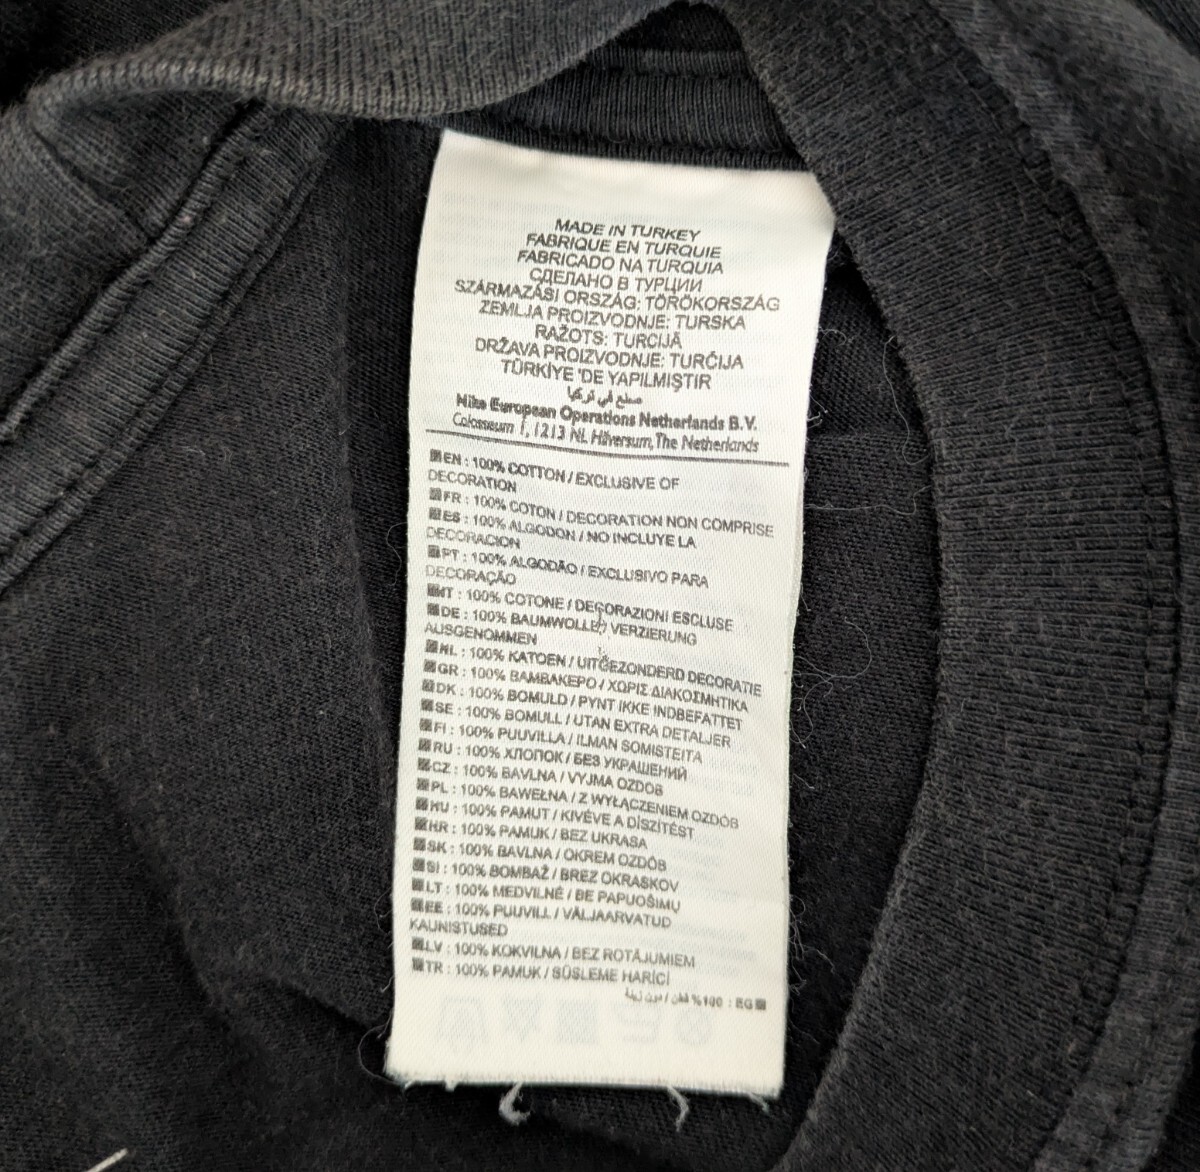 MADE IN TURKEY
FABRIQUE EN TURQUIE
FABRICADO NA TURQUIA
СДЕЛАНО В ТУРЦИИ
SZÁRMAZÁSI ORSZÁG: TÖRÖKORSZÁG
ZEMLJA PROIZVODNJE: TURSKA
RAŽOTS: TURCIJĀ
DRŽAVA PROIZVODNJE: TURČIJA
TÜRKİYE 'DE YAPILMIŞTIR
صنع في تركيا
Nike European Operations Netherlands B.V.
Colosseum 1, 1213 NL Hilversum, The Netherlands
EN : 100% COTTON / EXCLUSIVE OF
DECORATION
FR : 100% COTON / DECORATION NON COMPRISE
ES : 100% ALGODON / NO INCLUYE LA
DECORACION
PT : 100% ALGODÃO / EXCLUSIVO PARA
DECORAÇÃO
IT : 100% COTONE / DECORAZIONI ESCLUSE
DE : 100% BAUMWOLLE / VERZIERUNG
AUSGENOMMEN
NL : 100% KATOEN / UITGEZONDERD DECORATIE
GR : 100% ΒΑΜΒΑΚΕΡΟ / ΧΩΡΙΣ ΔΙΑΚΟΣΜΗΤΙΚΑ
DK : 100% BOMULD / PYNT IKKE INDBEFATTET
SE : 100% BOMULL / UTAN EXTRA DETALJER
FI : 100% PUUVILLA / ILMAN SOMISTEITA
RU : 100% ХЛОПОК / БЕЗ УКРАШЕНИЙ
CZ : 100% BAVLNA / VYJMA OZDOB
PL : 100% BAWEŁNA / Z WYŁĄCZENIEM OZDÓB
HU : 100% PAMUT / KIVÉVE A DÍSZÍTÉST
HR : 100% PAMUK / BEZ UKRASA
SK : 100% BAVLNA / OKREM OZDÔB
SI : 100% BOMBAŽ / BREZ OKRASKOV
LT : 100% MEDVILNĖ / BE PAPUOŠIMŲ
EE : 100% PUUVILL / VÄLJAARVATUD
KAUNISTUSED
LV : 100% KOKVILNA / BEZ ROTĀJUMIEM
TR : 100% PAMUK / SÜSLEME HARİCİ
EG : 100% قطن / بدون زينة